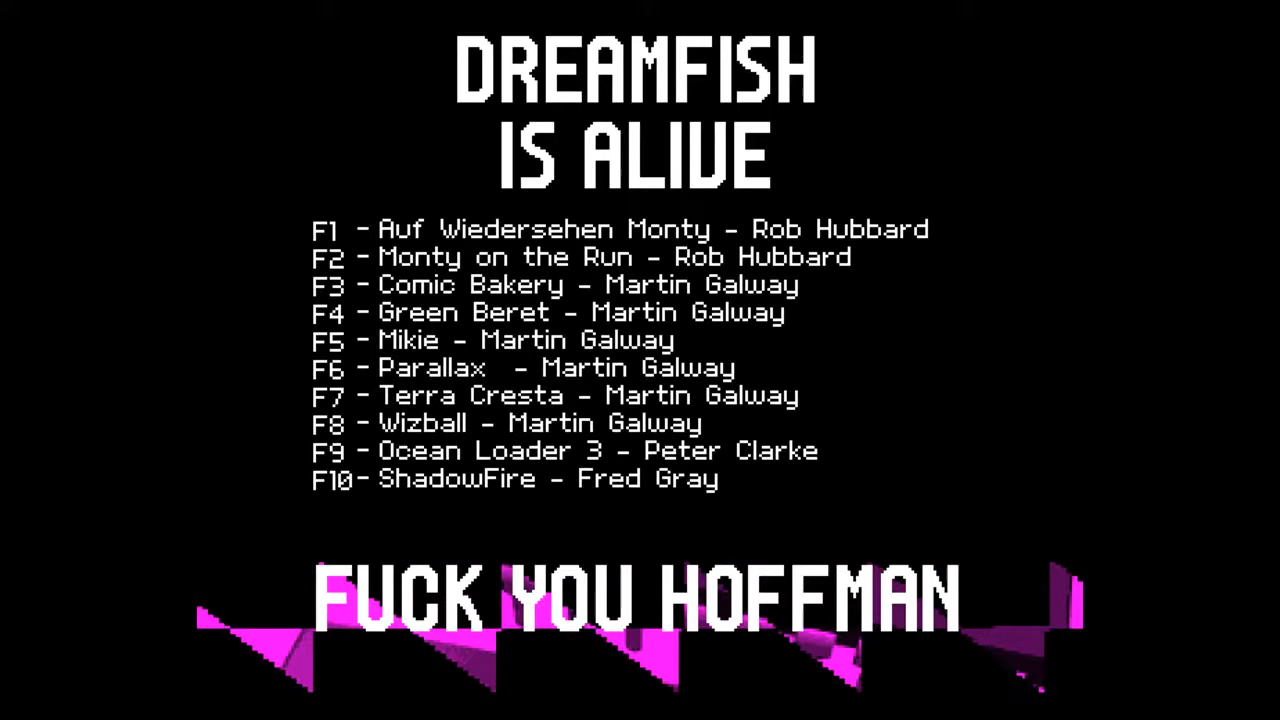 DREAMFISH
IS ALIVE
F1 - Auf Wiedersehen Monty - Rob Hubbard
F2 - Monty on the Run - Rob Hubbard
F3 - Comic Bakery - Martin Galway
F4 - Green Beret - Martin Galway
F5 - Mikie - Martin Galway
F6 - Parallax - Martin Galway
F7 - Terra Cresta - Martin Galway
F8 - Wizball - Martin Galway
F9 - Ocean Loader 3 - Peter Clarke
F10- ShadowFire - Fred Gray
FUCK YOU HOFFMAN